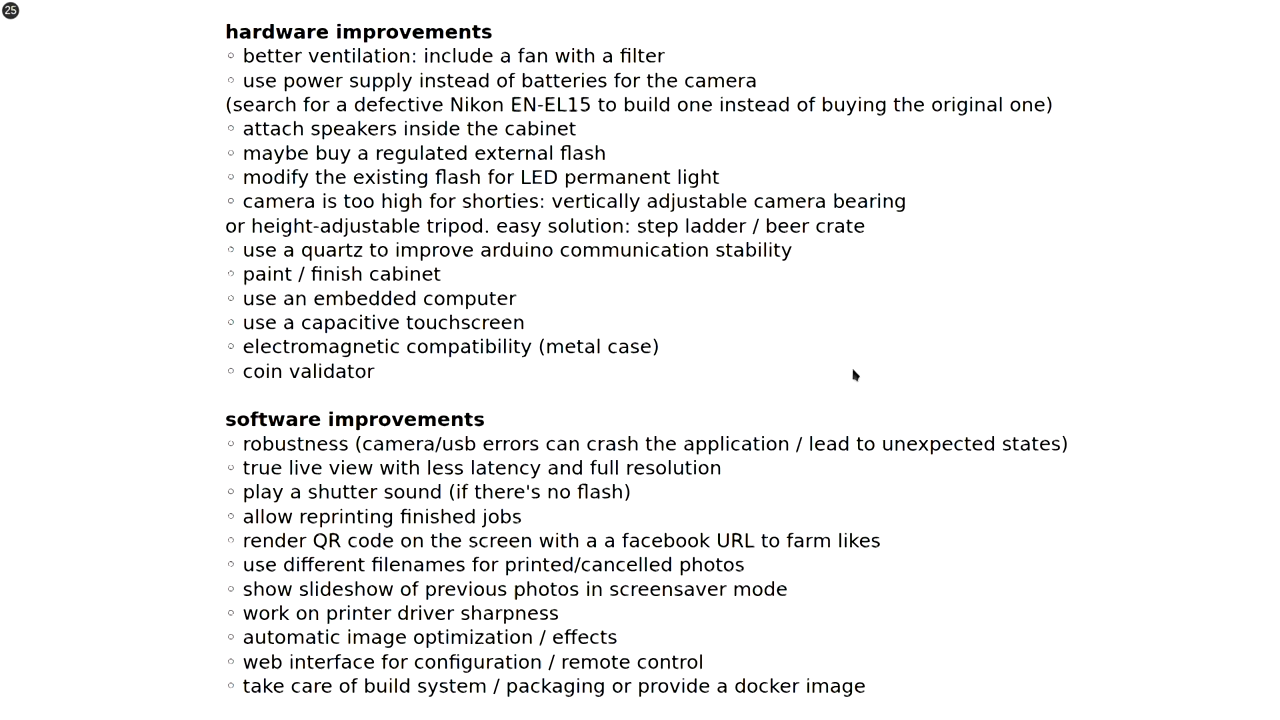 25
hardware improvements
◦ better ventilation: include a fan with a filter
◦ use power supply instead of batteries for the camera
(search for a defective Nikon EN-EL15 to build one instead of buying the original one)
◦ attach speakers inside the cabinet
◦ maybe buy a regulated external flash
◦ modify the existing flash for LED permanent light
◦ camera is too high for shorties: vertically adjustable camera bearing
or height-adjustable tripod. easy solution: step ladder / beer crate
◦ use a quartz to improve arduino communication stability
◦ paint / finish cabinet
◦ use an embedded computer
◦ use a capacitive touchscreen
◦ electromagnetic compatibility (metal case)
◦ coin validator
software improvements
◦ robustness (camera/usb errors can crash the application / lead to unexpected states)
◦ true live view with less latency and full resolution
◦ play a shutter sound (if there's no flash)
◦ allow reprinting finished jobs
◦ render QR code on the screen with a a facebook URL to farm likes
◦ use different filenames for printed/cancelled photos
◦ show slideshow of previous photos in screensaver mode
◦ work on printer driver sharpness
◦ automatic image optimization / effects
◦ web interface for configuration / remote control
◦ take care of build system / packaging or provide a docker image